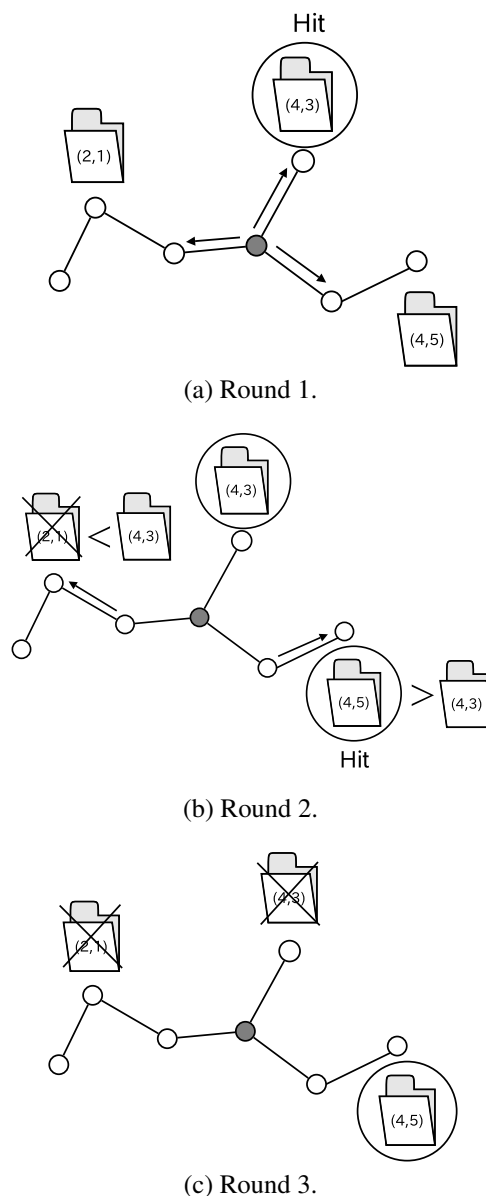 Hit
(4,3)
(2,1)
(4,5)
(a) Round 1.
(4,3)
(2,1) < (4,3)
(4,5) > (4,3)
Hit
(b) Round 2.
(4,3)
(2,1)
(4,5)
(c) Round 3.